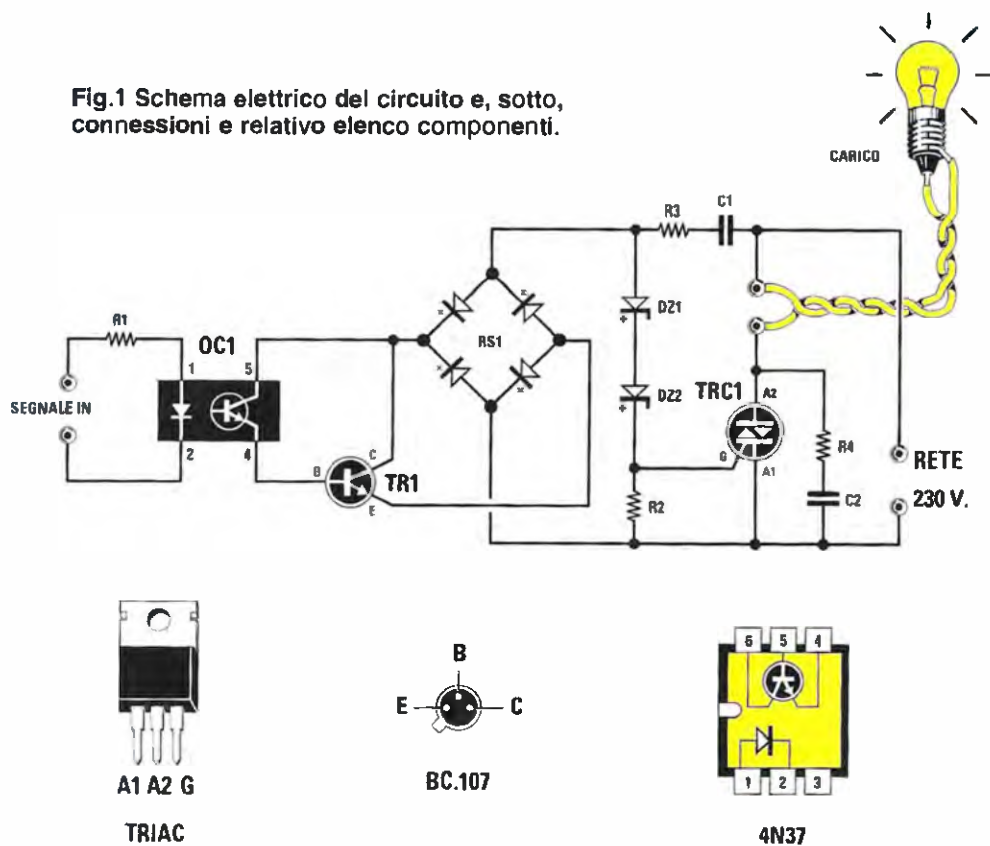 Fig.1 Schema elettrico del circuito e, sotto,
connessioni e relativo elenco componenti.
CARICO
R3
C1
R1
OC1
1
5
SEGNALE IN
2
4
B
C
E
TR1
RS1
DZ1
DZ2
TRC1
A2
G
A1
R2
R4
C2
RETE
230 V.
A1 A2 G
TRIAC
B
E
C
BC.107
6
5
4
1
2
3
4N37